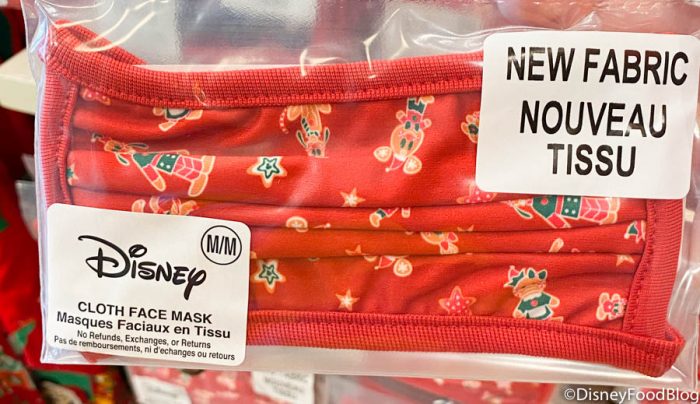 NEW FABRIC
NOUVEAU
TISSU
Disney
M/M
CLOTH FACE MASK
Masques Faciaux en Tissu
No Refunds, Exchanges, or Returns
Pas de remboursements, ni d'echanges ou retours
©DisneyFoodBlog